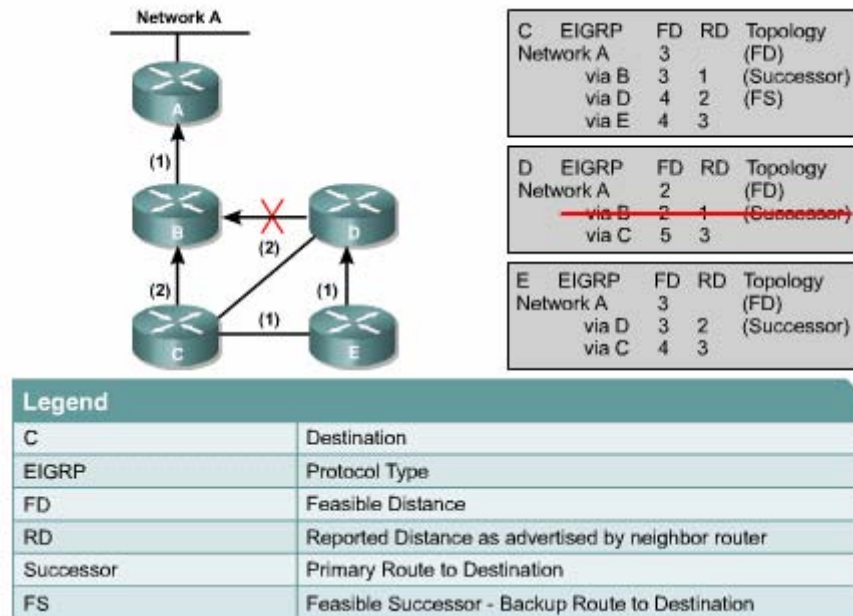 Network A
A
(1)
B
D
(2)
(2)
(1)
C
(1)
E
C EIGRP FD RD Topology
Network A 3 (FD)
via B 3 1 (Successor)
via D 4 2 (FS)
via E 4 3
D EIGRP FD RD Topology
Network A 2 (FD)
via B 2 1 (Successor)
via C 5 3
E EIGRP FD RD Topology
Network A 3 (FD)
via D 3 2 (Successor)
via C 4 3
Legend
C Destination
EIGRP Protocol Type
FD Feasible Distance
RD Reported Distance as advertised by neighbor router
Successor Primary Route to Destination
FS Feasible Successor - Backup Route to Destination